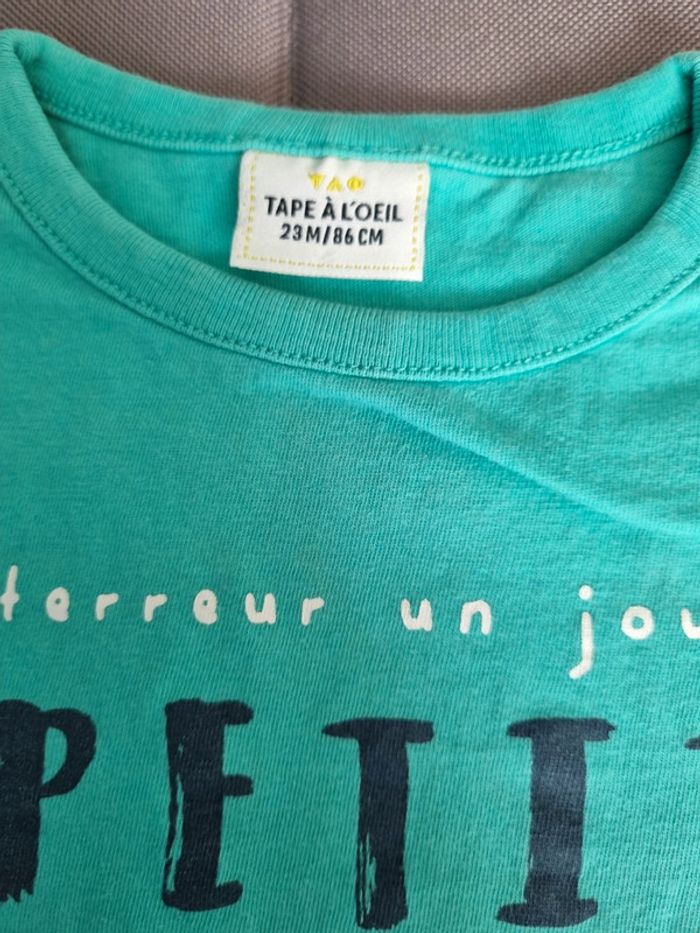 TAO
TAPE À L'OEIL
23M/86CM
terreur un jou
PETI